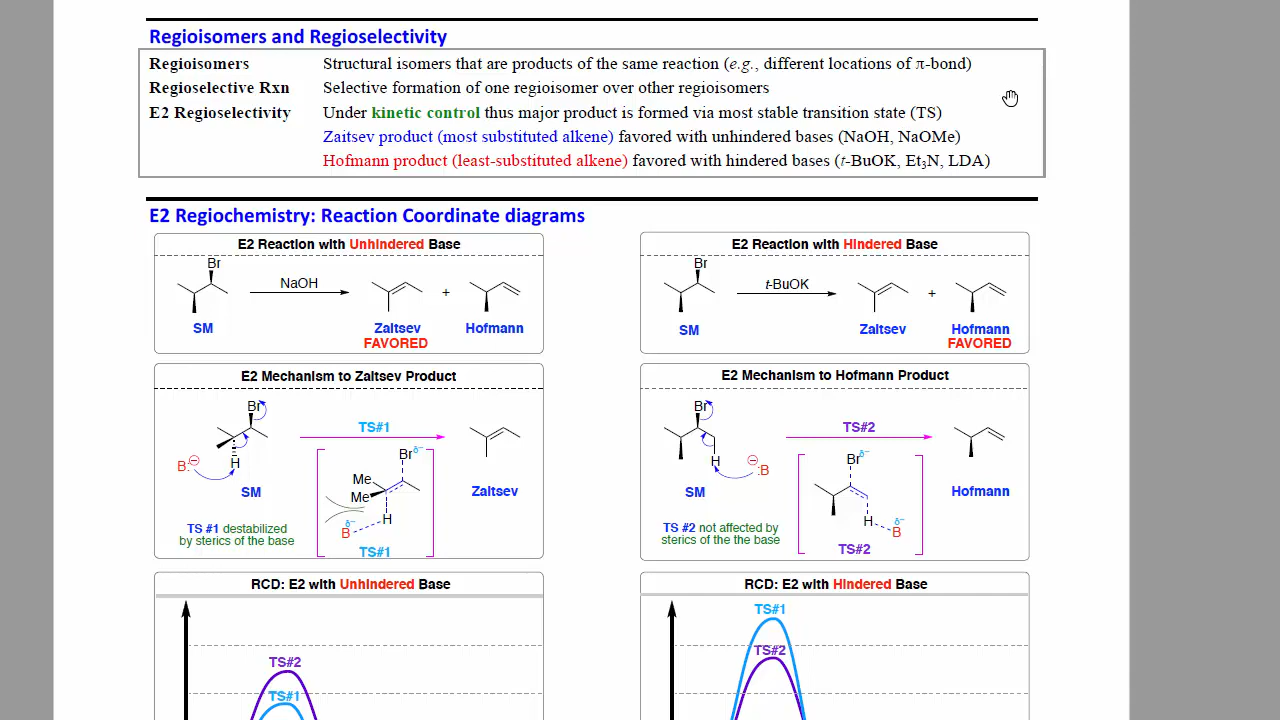 Regioisomers and Regioselectivity
Regioisomers Structural isomers that are products of the same reaction (e.g., different locations of π-bond)
Regioselective Rxn Selective formation of one regioisomer over other regioisomers
E2 Regioselectivity Under kinetic control thus major product is formed via most stable transition state (TS)
Zaitsev product (most substituted alkene) favored with unhindered bases (NaOH, NaOMe)
Hofmann product (least-substituted alkene) favored with hindered bases (t-BuOK, Et3N, LDA)
E2 Regiochemistry: Reaction Coordinate diagrams
E2 Reaction with Unhindered Base
Br
NaOH
+
SM
Zaitsev
Hofmann
FAVORED
E2 Reaction with Hindered Base
Br
t-BuOK
+
SM
Zaitsev
Hofmann
FAVORED
E2 Mechanism to Zaitsev Product
Br
TS#1
Brδ−
Me
Me
B:⊖
H
H
SM
Zaitsev
δ−
B
TS #1 destabilized
by sterics of the base
TS#1
E2 Mechanism to Hofmann Product
Br
TS#2
Brδ−
H
⊖
:B
SM
Hofmann
H
δ−
B
TS #2 not affected by
sterics of the the base
TS#2
RCD: E2 with Unhindered Base
TS#2
TS#1
RCD: E2 with Hindered Base
TS#1
TS#2